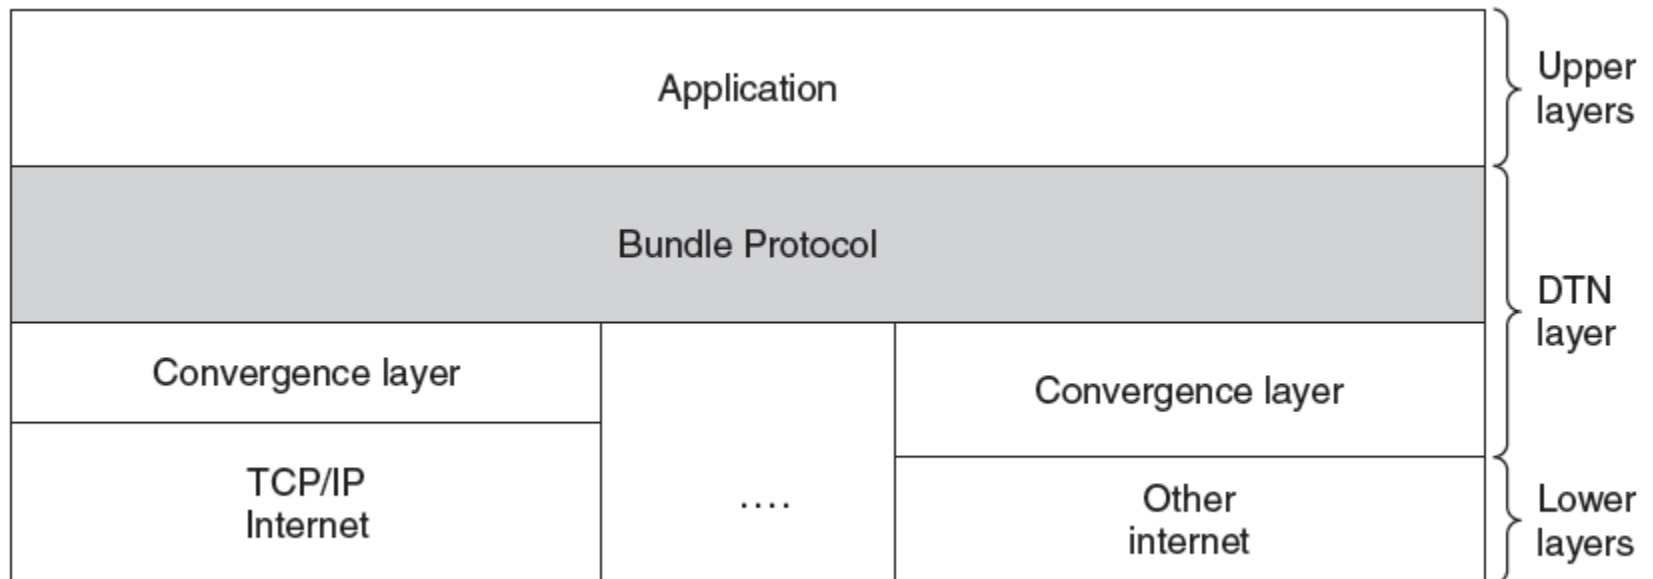 Application
Upper
layers
Bundle Protocol
DTN
layer
Convergence layer
Convergence layer
TCP/IP
Internet
....
Other
internet
Lower
layers